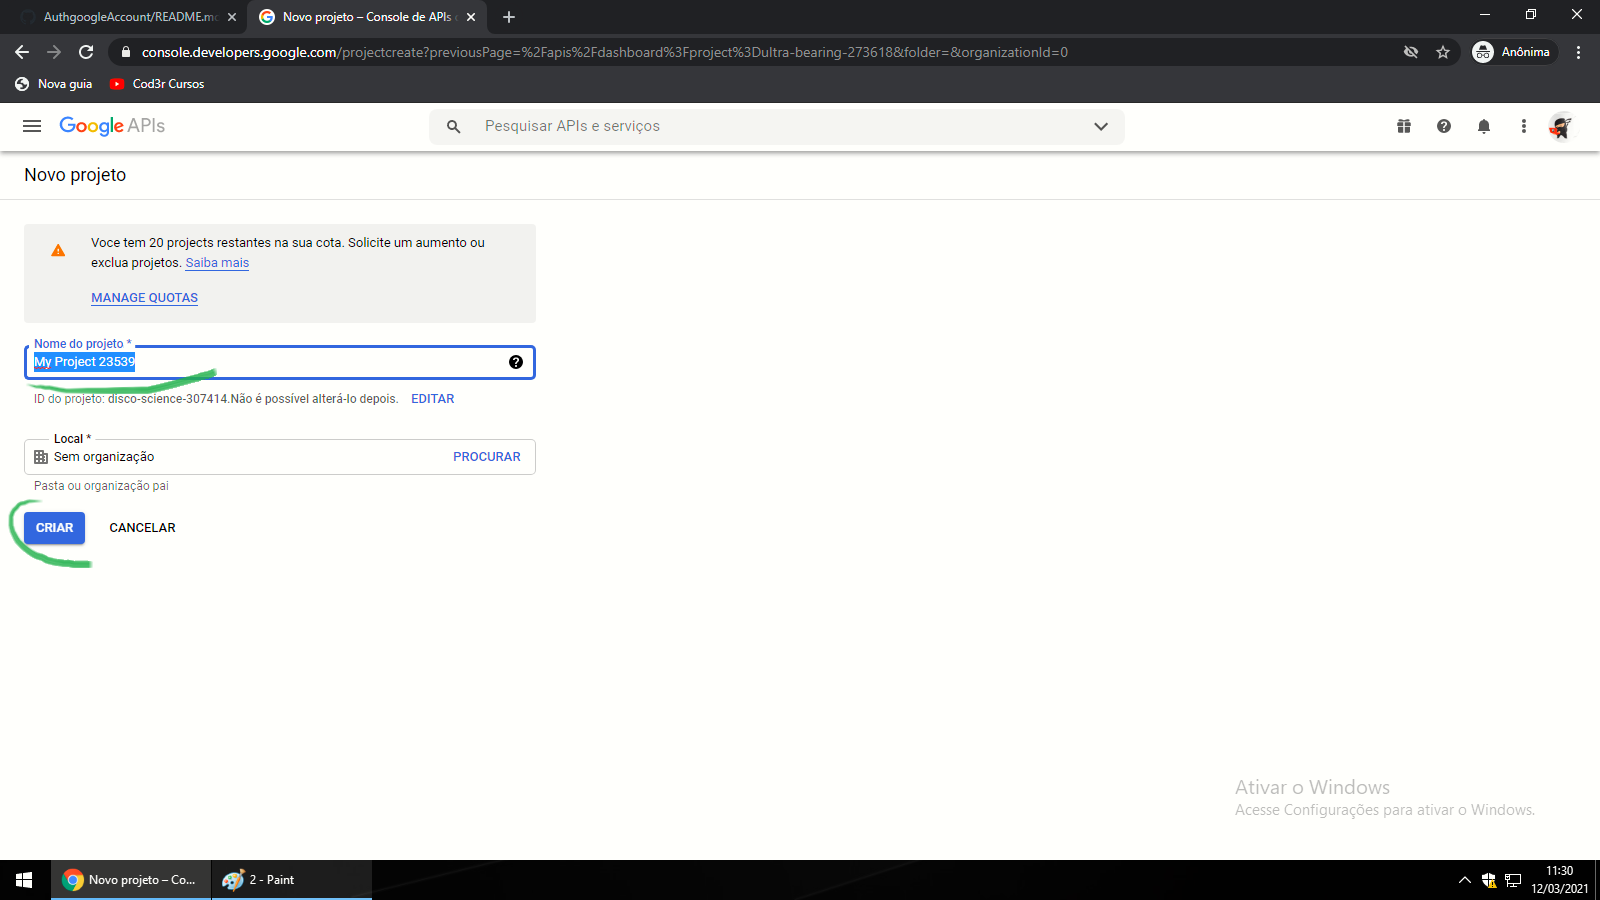 AuthgoogleAccount/README.md
Novo projeto – Console de APIs
console.developers.google.com/projectcreate?previousPage=%2Fapis%2Fdashboard%3Fproject%3Dultra-bearing-273618&folder=&organizationId=0
Anônima
Nova guia
Cod3r Cursos
Google APIs
Pesquisar APIs e serviços
Novo projeto
Voce tem 20 projects restantes na sua cota. Solicite um aumento ou
exclua projetos. Saiba mais
MANAGE QUOTAS
Nome do projeto *
My Project 23539
ID do projeto: disco-science-307414.Não é possível alterá-lo depois. EDITAR
Local *
Sem organização
PROCURAR
Pasta ou organização pai
CRIAR
CANCELAR
Ativar o Windows
Acesse Configurações para ativar o Windows.
Novo projeto – Co...
2 - Paint
11:30
12/03/2021